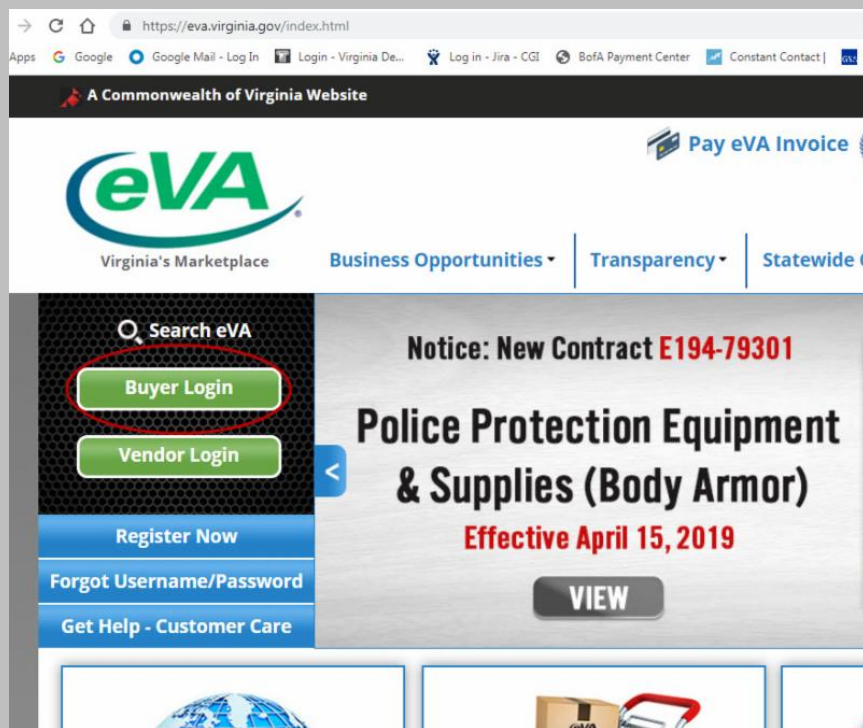 https://eva.virginia.gov/index.html
Apps Google Google Mail - Log In Login - Virginia De... Log in - Jira - CGI BofA Payment Center Constant Contact | GSA
A Commonwealth of Virginia Website
Pay eVA Invoice
eVA
Virginia's Marketplace
Business Opportunities Transparency Statewide
Search eVA
Buyer Login
Vendor Login
Register Now
Forgot Username/Password
Get Help - Customer Care
Notice: New Contract E194-79301
Police Protection Equipment
& Supplies (Body Armor)
Effective April 15, 2019
<
VIEW
eVA